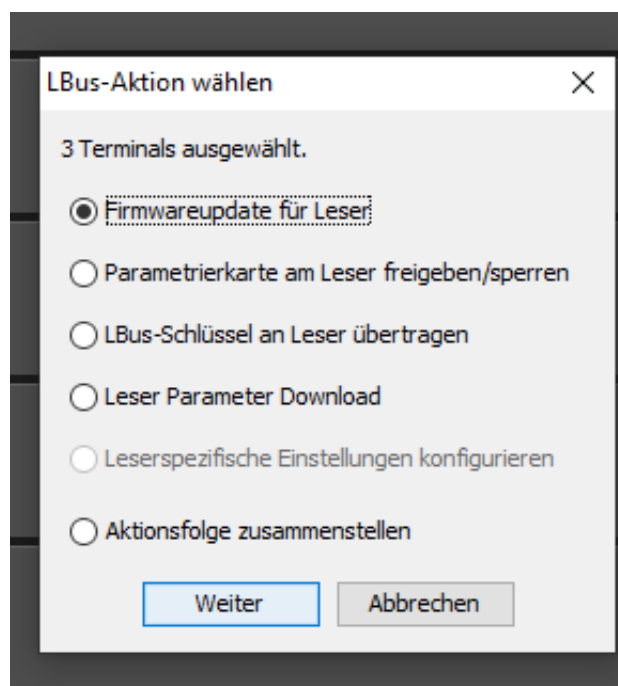 LBus-Aktion wählen
3 Terminals ausgewählt.
Firmwareupdate für Leser
Parametrierkarte am Leser freigeben/sperren
LBus-Schlüssel an Leser übertragen
Leser Parameter Download
Leserspezifische Einstellungen konfigurieren
Aktionsfolge zusammenstellen
Weiter Abbrechen